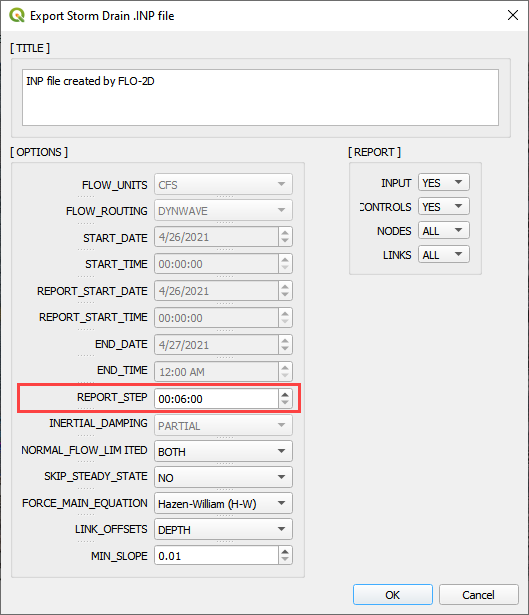 Export Storm Drain .INP file
[ TITLE ]
INP file created by FLO-2D
[ OPTIONS ]
FLOW_UNITS CFS
FLOW_ROUTING DYNWAVE
START_DATE 4/26/2021
START_TIME 00:00:00
REPORT_START_DATE 4/26/2021
REPORT_START_TIME 00:00:00
END_DATE 4/27/2021
END_TIME 12:00 AM
REPORT_STEP 00:06:00
INERTIAL_DAMPING PARTIAL
NORMAL_FLOW_LIM ITED BOTH
SKIP_STEADY_STATE NO
FORCE_MAIN_EQUATION Hazen-William (H-W)
LINK_OFFSETS DEPTH
MIN_SLOPE 0.01
[ REPORT ]
INPUT YES
CONTROLS YES
NODES ALL
LINKS ALL
OK Cancel